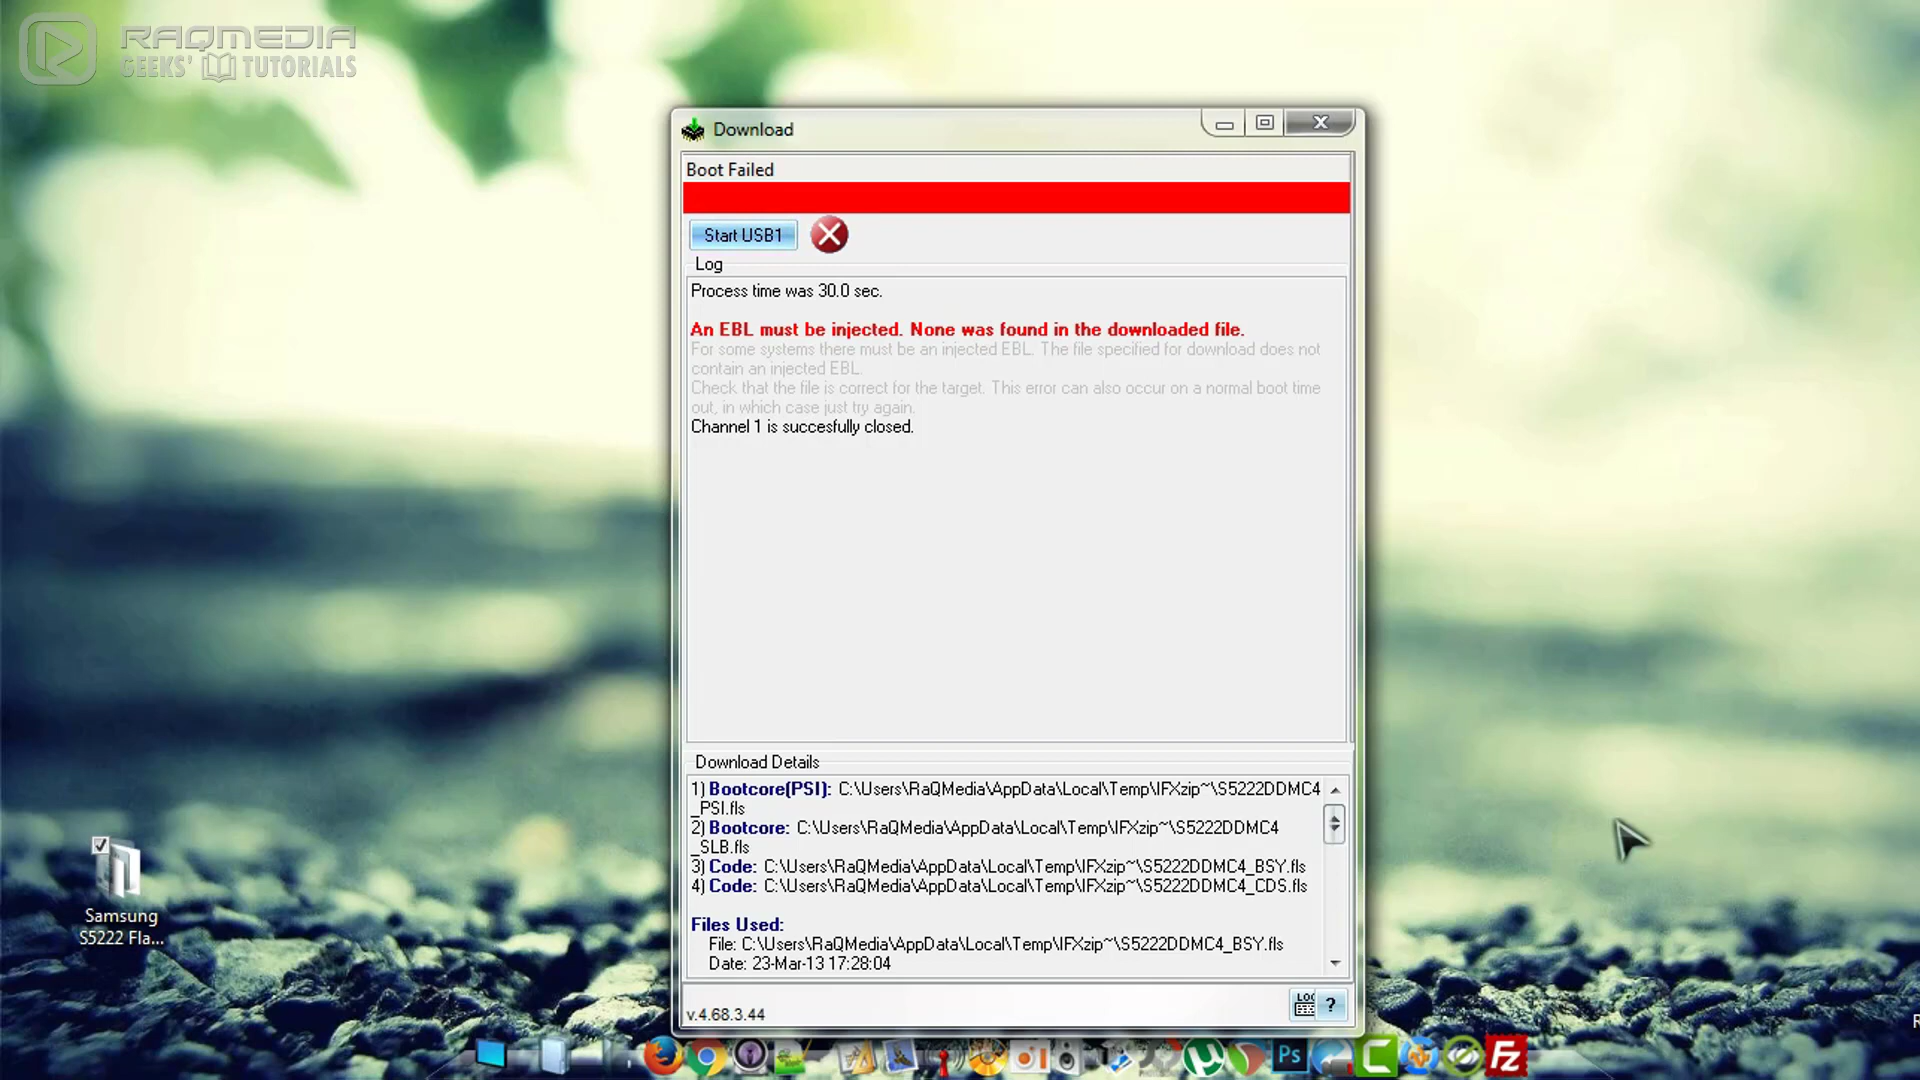 RAQMEDIA
GEEKS' TUTORIALS
Download
Boot Failed
Start USB1
Log
Process time was 30.0 sec.
An EBL must be injected. None was found in the downloaded file.
For some systems there must be an injected EBL. The file specified for download does not
contain an injected EBL.
Check that the file is correct for the target. This error can also occur on a normal boot time
out, in which case just try again.
Channel 1 is succesfully closed.
Download Details
1) Bootcore(PSI): C:\Users\RaQMedia\AppData\Local\Temp\IFXzip~\S5222DDMC4
_PSI.fls
2) Bootcore: C:\Users\RaQMedia\AppData\Local\Temp\IFXzip~\S5222DDMC4
_SLB.fls
3) Code: C:\Users\RaQMedia\AppData\Local\Temp\IFXzip~\S5222DDMC4_BSY.fls
4) Code: C:\Users\RaQMedia\AppData\Local\Temp\IFXzip~\S5222DDMC4_CDS.fls
Files Used:
File: C:\Users\RaQMedia\AppData\Local\Temp\IFXzip~\S5222DDMC4_BSY.fls
Date: 23-Mar-13 17:28:04
Samsung
S5222 Fla...
v.4.68.3.44
LOG
?
Ps
Fz